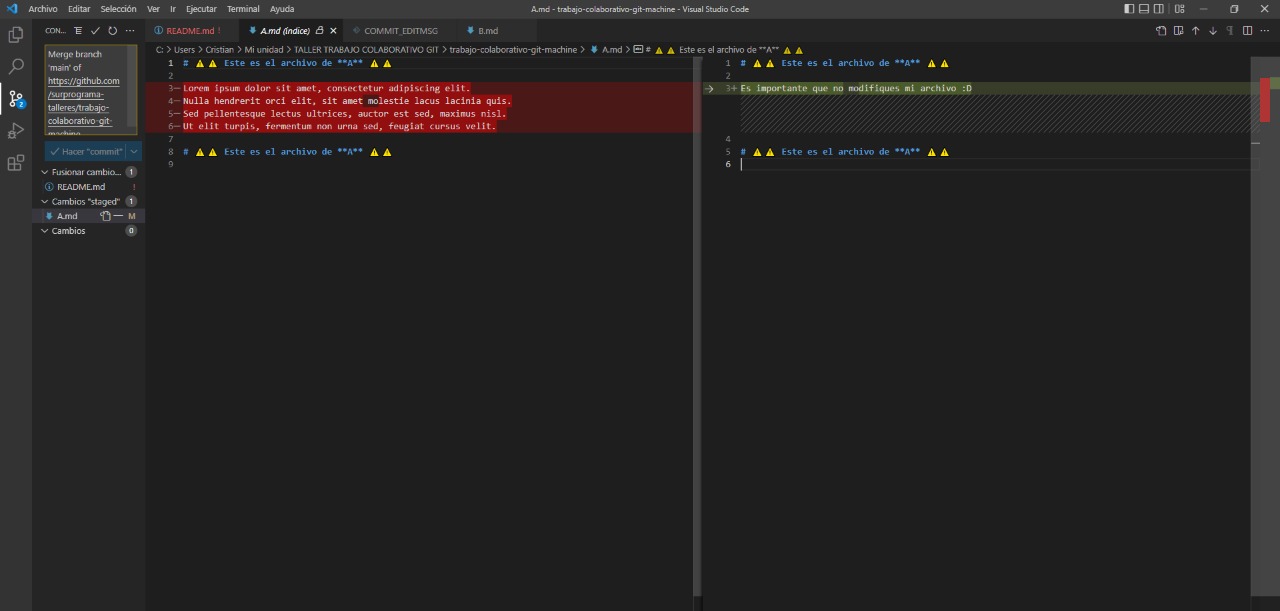 Archivo Editar Selección Ver Ir Ejecutar Terminal Ayuda
A.md - trabajo-colaborativo-git-machine - Visual Studio Code
CON...
README.md !
A.md (Índice)
COMMIT_EDITMSG
B.md
C: > Users > Cristian > Mi unidad > TALLER TRABAJO COLABORATIVO GIT > trabajo-colaborativo-git-machine > A.md > # ⚠⚠ Este es el archivo de **A** ⚠⚠
Merge branch
'main' of
https://github.com
/surprograma-
talleres/trabajo-
colaborativo-git-
machine
Hacer "commit"
Fusionar cambio... 1
README.md !
Cambios "staged" 1
A.md M
Cambios 0
2
1 # ⚠⚠ Este es el archivo de **A** ⚠⚠
2
3— Lorem ipsum dolor sit amet, consectetur adipiscing elit.
4— Nulla hendrerit orci elit, sit amet molestie lacus lacinia quis.
5— Sed pellentesque lectus ultrices, auctor est sed, maximus nisl.
6— Ut elit turpis, fermentum non urna sed, feugiat cursus velit.
7
8 # ⚠⚠ Este es el archivo de **A** ⚠⚠
9
1 # ⚠⚠ Este es el archivo de **A** ⚠⚠
2
3+ Es importante que no modifiques mi archivo :D
4
5 # ⚠⚠ Este es el archivo de **A** ⚠⚠
6